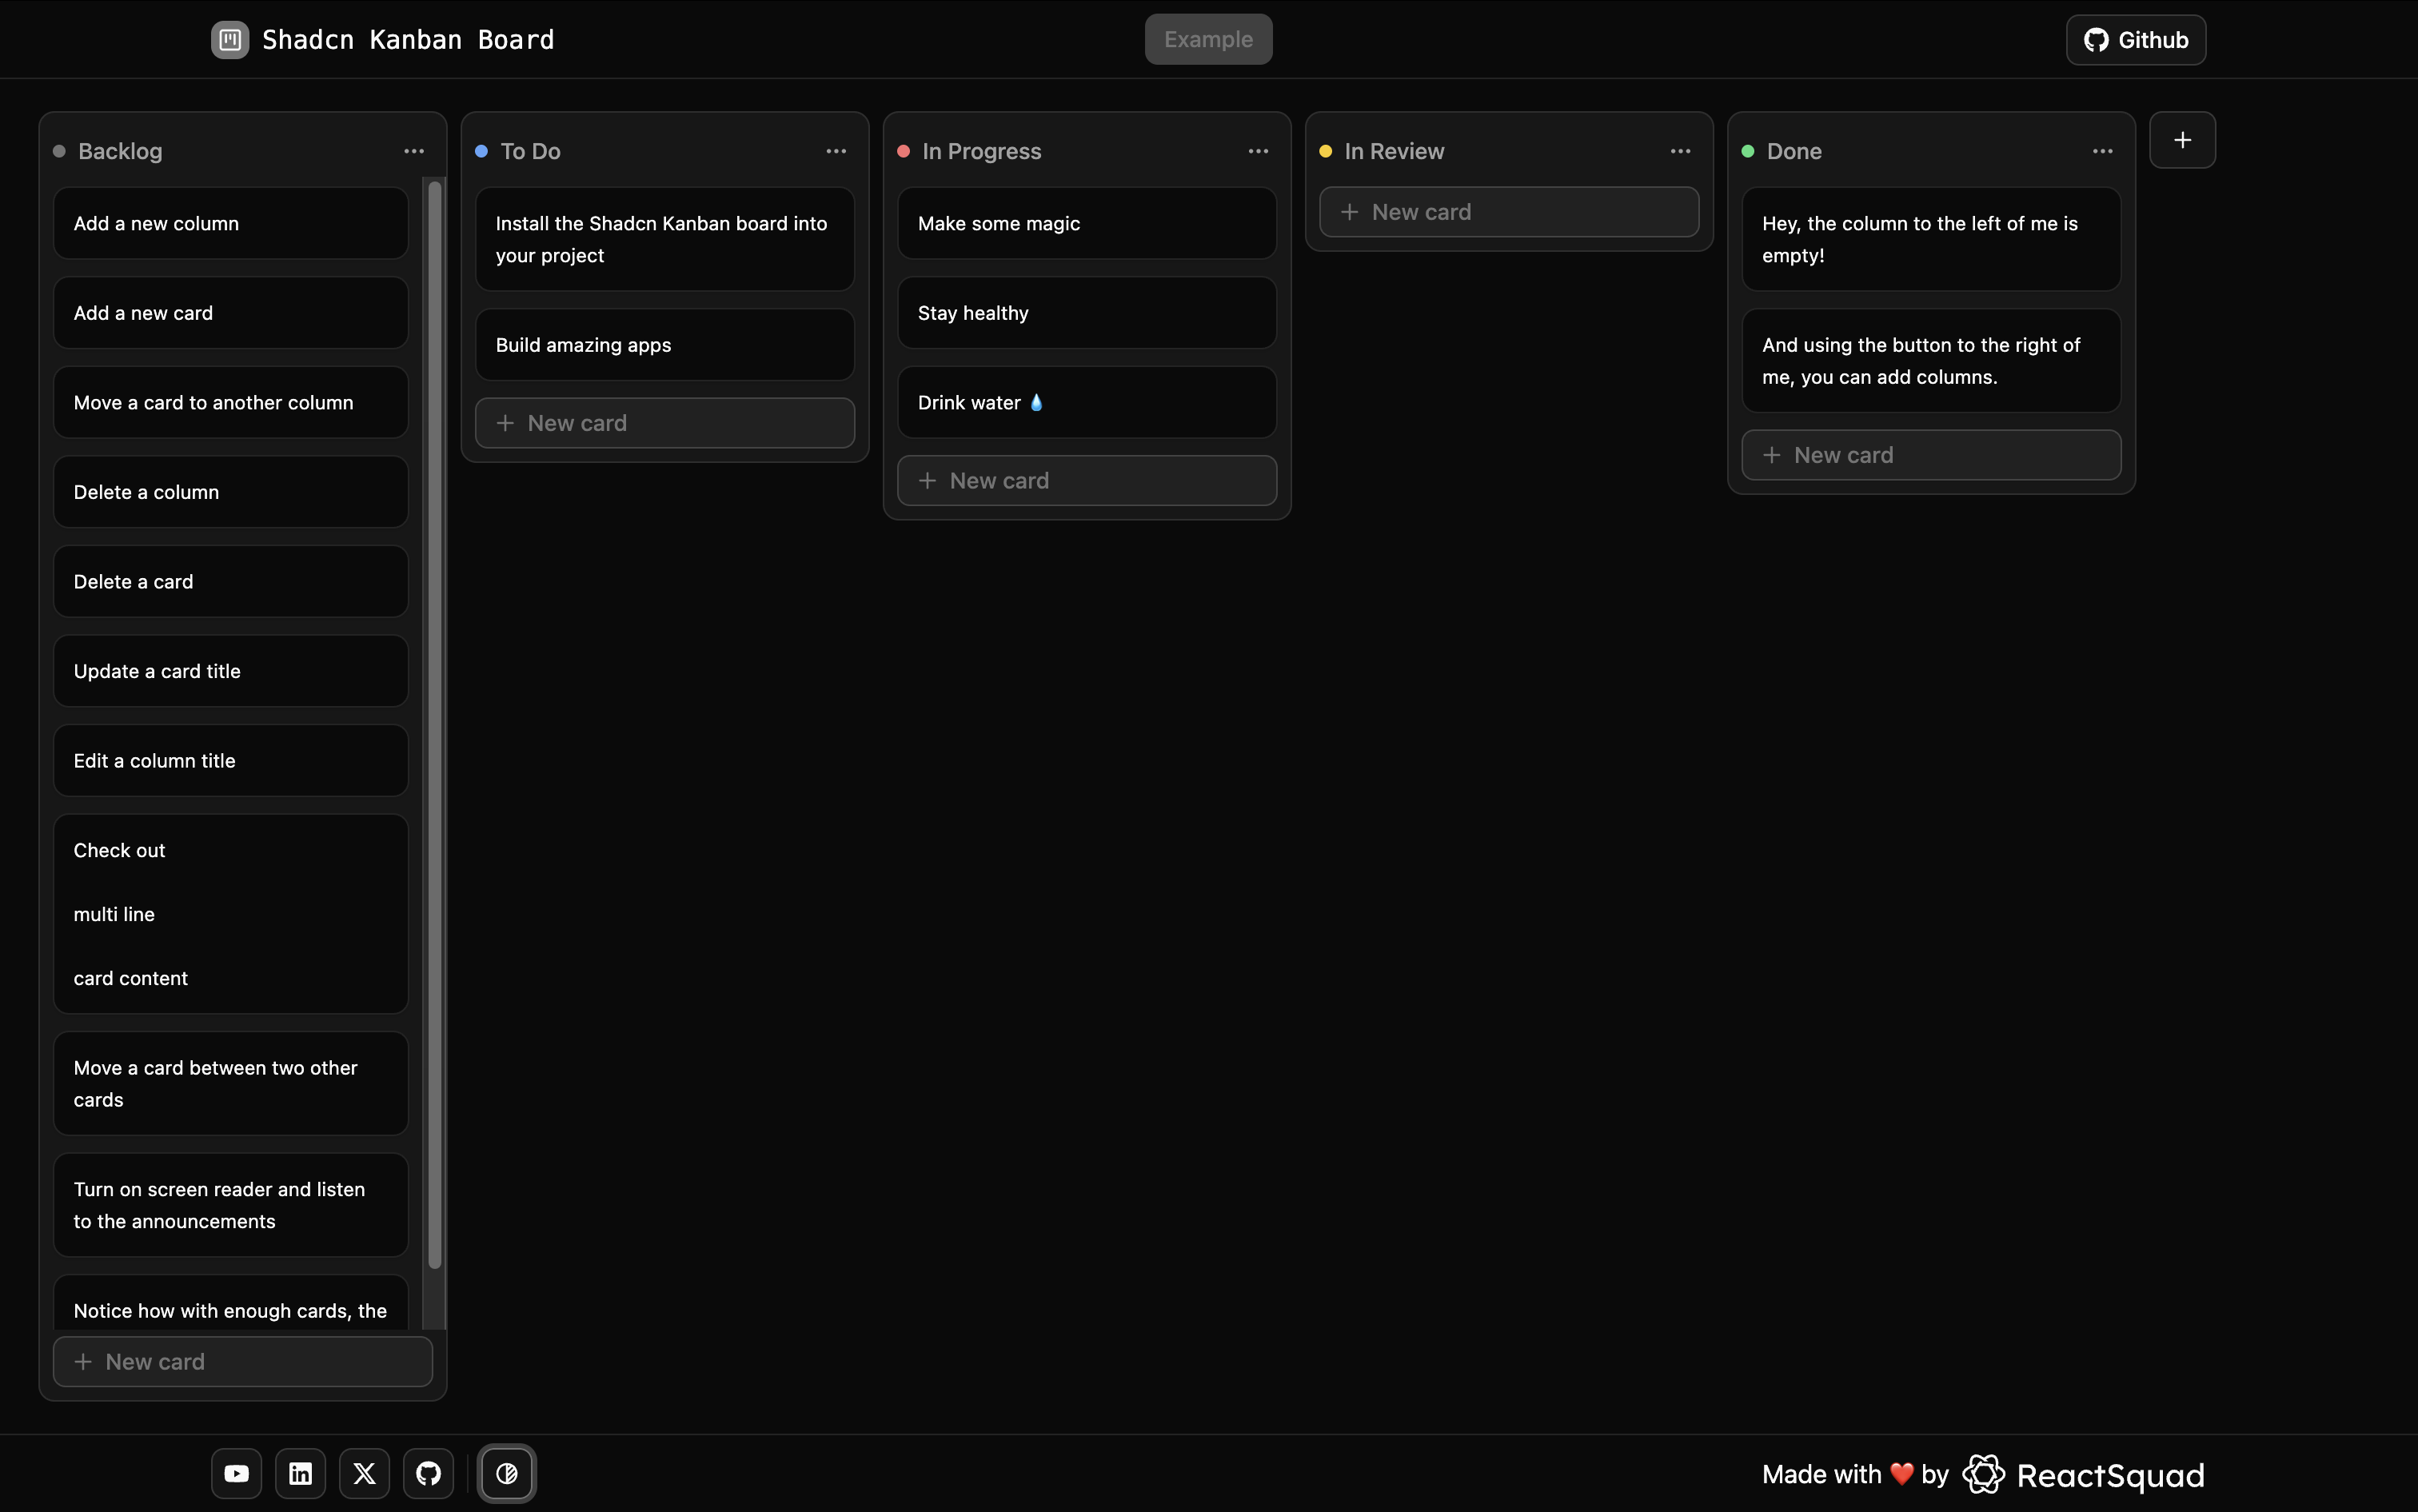 Shadcn Kanban Board
Example
Github
Backlog
Add a new column
Add a new card
Move a card to another column
Delete a column
Delete a card
Update a card title
Edit a column title
Check out
multi line
card content
Move a card between two other
cards
Turn on screen reader and listen
to the announcements
Notice how with enough cards, the
New card
To Do
Install the Shadcn Kanban board into
your project
Build amazing apps
New card
In Progress
Make some magic
Stay healthy
Drink water 💧
New card
In Review
New card
Done
Hey, the column to the left of me is
empty!
And using the button to the right of
me, you can add columns.
New card
Made with ❤️ by ReactSquad